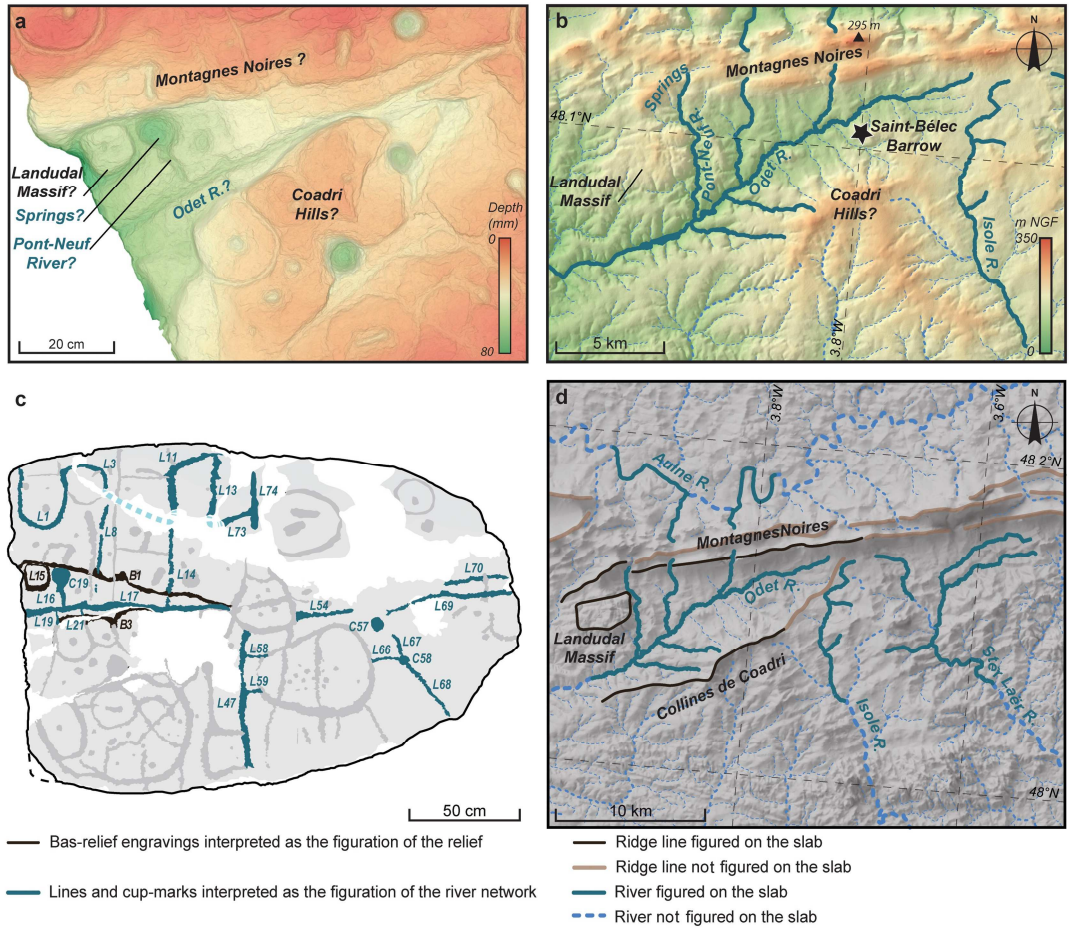 a
Montagnes Noires ?
Landudal
Massif?
Springs?
Pont-Neuf
River?
Odet R.?
Coadri
Hills?
Depth
(mm)
0
80
20 cm
b
295 m
N
Montagnes Noires
Springs
48.1°N
Pont-Neuf R.
Saint-Bélec
Barrow
Odet R.
Landudal
Massif
Coadri
Hills?
Isole R.
m NGF
350
0
3.8°W
5 km
c
L3
L11
L13
L74
L1
L73
L8
L15
C19
B1
L14
L16
L17
L19
L21
B3
L70
L69
L54
C57
L67
L66
C58
L68
L58
L59
L47
50 cm
d
3.8°W
3.6°W
N
48 2°N
Aulne R.
MontagnesNoires
Odet R.
Landudal
Massif
Collines de Coadri
Isole R.
Ster Laër R.
48°N
10 km
Bas-relief engravings interpreted as the figuration of the relief
Lines and cup-marks interpreted as the figuration of the river network
Ridge line figured on the slab
Ridge line not figured on the slab
River figured on the slab
River not figured on the slab